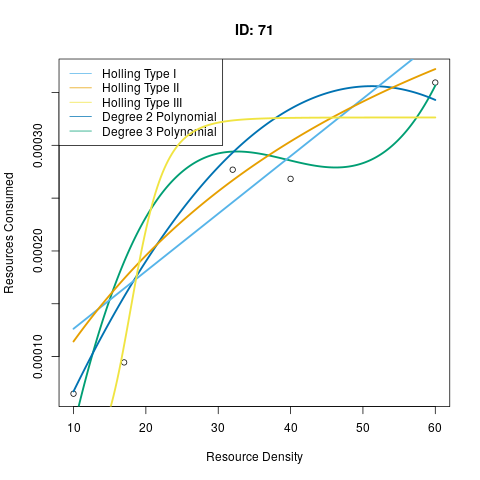 ID: 71
Holling Type I
Holling Type II
Holling Type III
Degree 2 Polynomial
Degree 3 Polynomial
Resources Consumed
0.00030
0.00020
0.00010
10 20 30 40 50 60
Resource Density